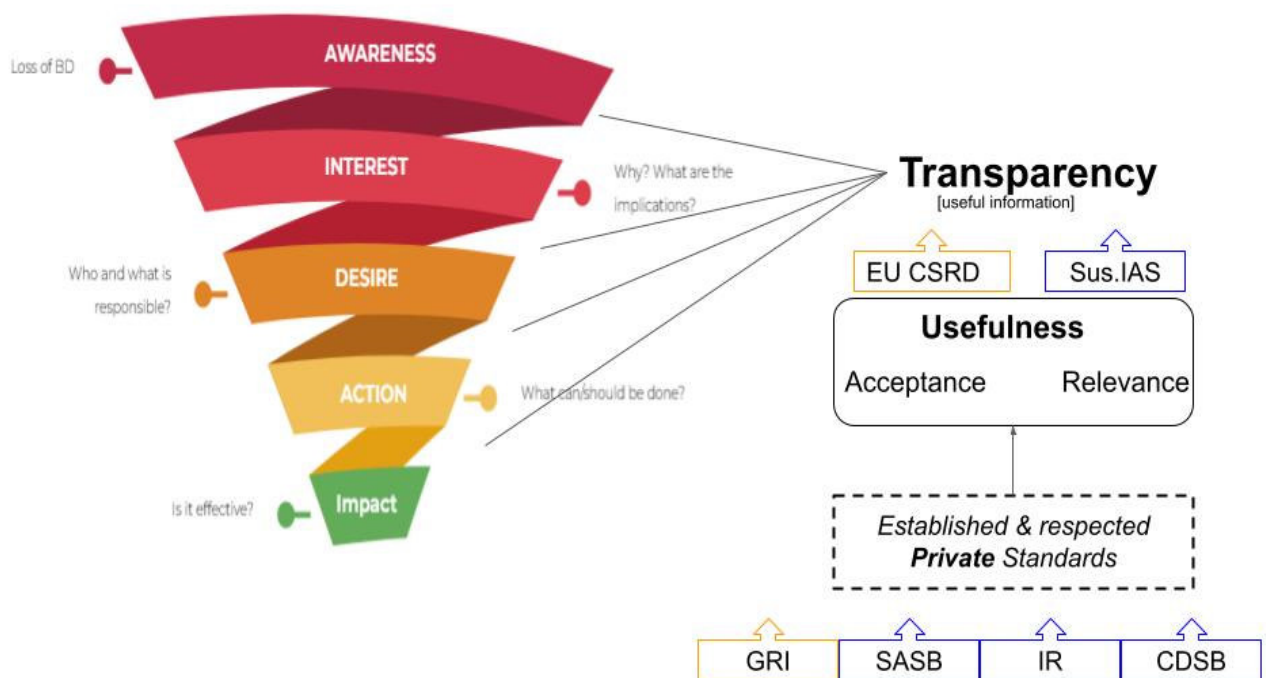 AWARENESS
Loss of BD
INTEREST
Why? What are the
implications?
Transparency
[useful information]
EU CSRD
Sus.IAS
DESIRE
Who and what is
responsible?
Usefulness
Acceptance
Relevance
ACTION
What can/should be done?
Impact
Is it effective?
Established & respected
Private Standards
GRI
SASB
IR
CDSB